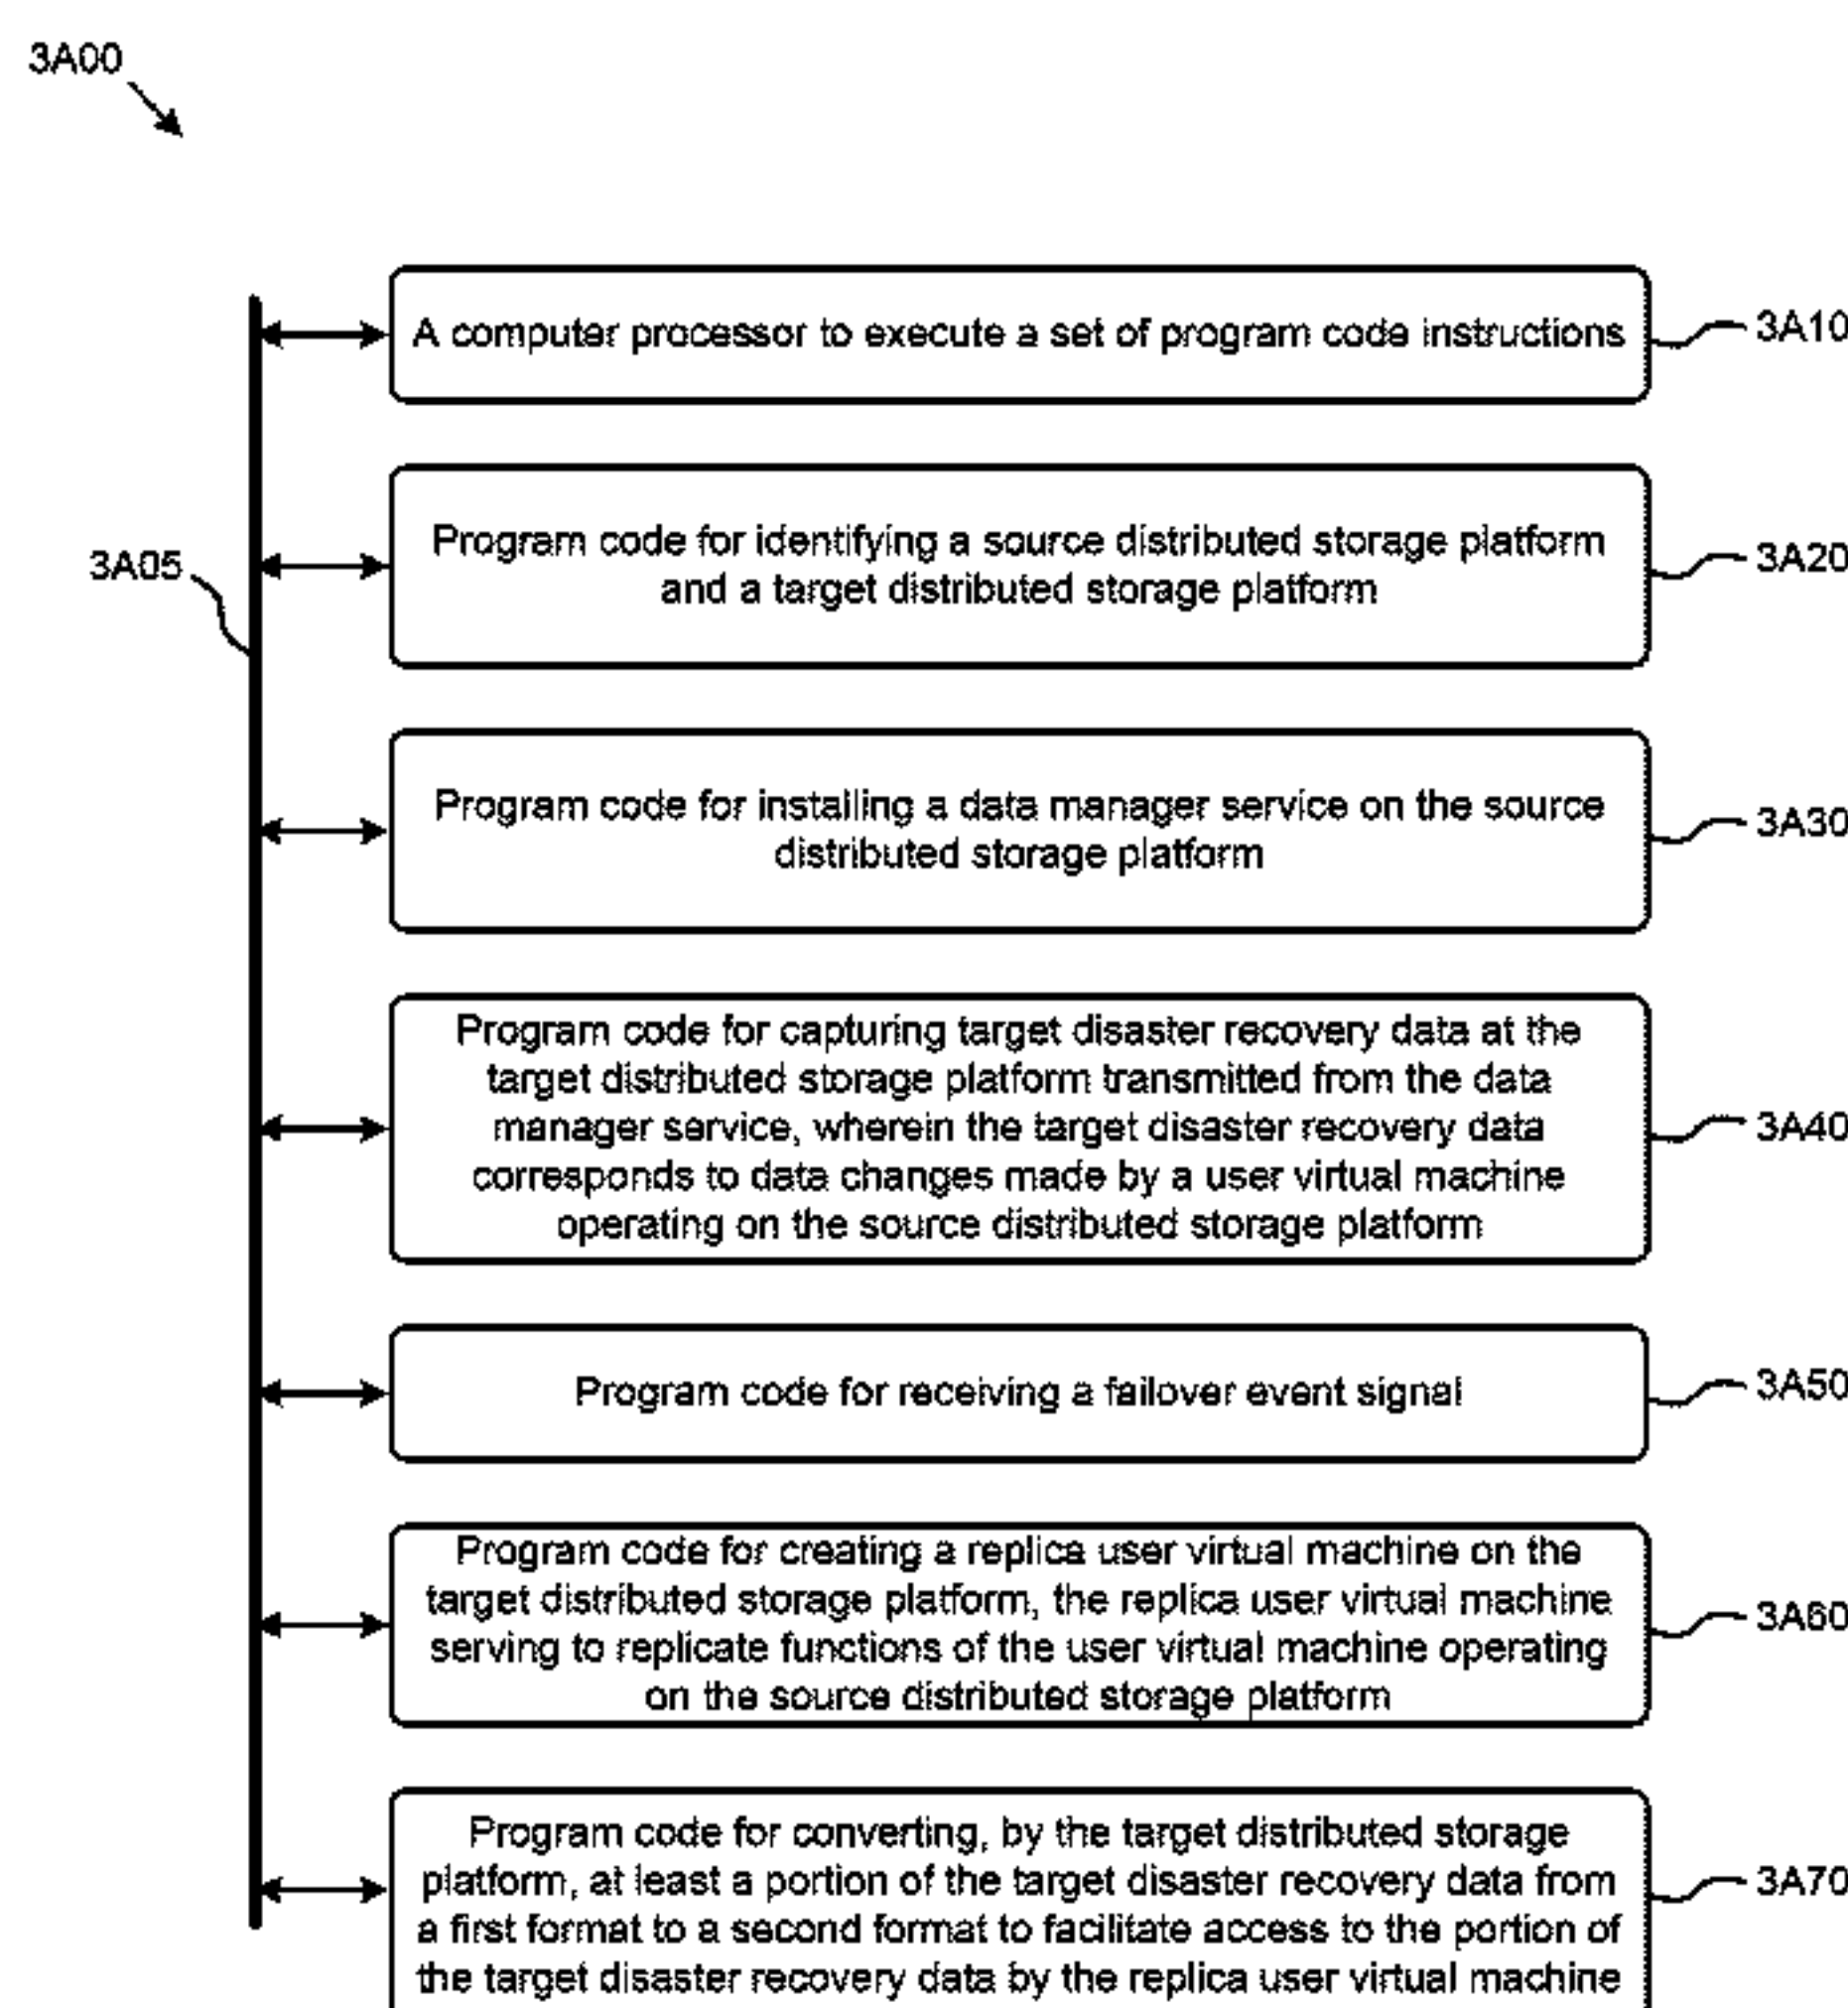 3A00
A computer processor to execute a set of program code instructions
3A10
Program code for identifying a source distributed storage platform
and a target distributed storage platform
3A20
3A05
Program code for installing a data manager service on the source
distributed storage platform
3A30
Program code for capturing target disaster recovery data at the
target distributed storage platform transmitted from the data
manager service, wherein the target disaster recovery data
corresponds to data changes made by a user virtual machine
operating on the source distributed storage platform
3A40
Program code for receiving a failover event signal
3A50
Program code for creating a replica user virtual machine on the
target distributed storage platform, the replica user virtual machine
serving to replicate functions of the user virtual machine operating
on the source distributed storage platform
3A60
Program code for converting, by the target distributed storage
platform, at least a portion of the target disaster recovery data from
a first format to a second format to facilitate access to the portion of
the target disaster recovery data by the replica user virtual machine
3A70